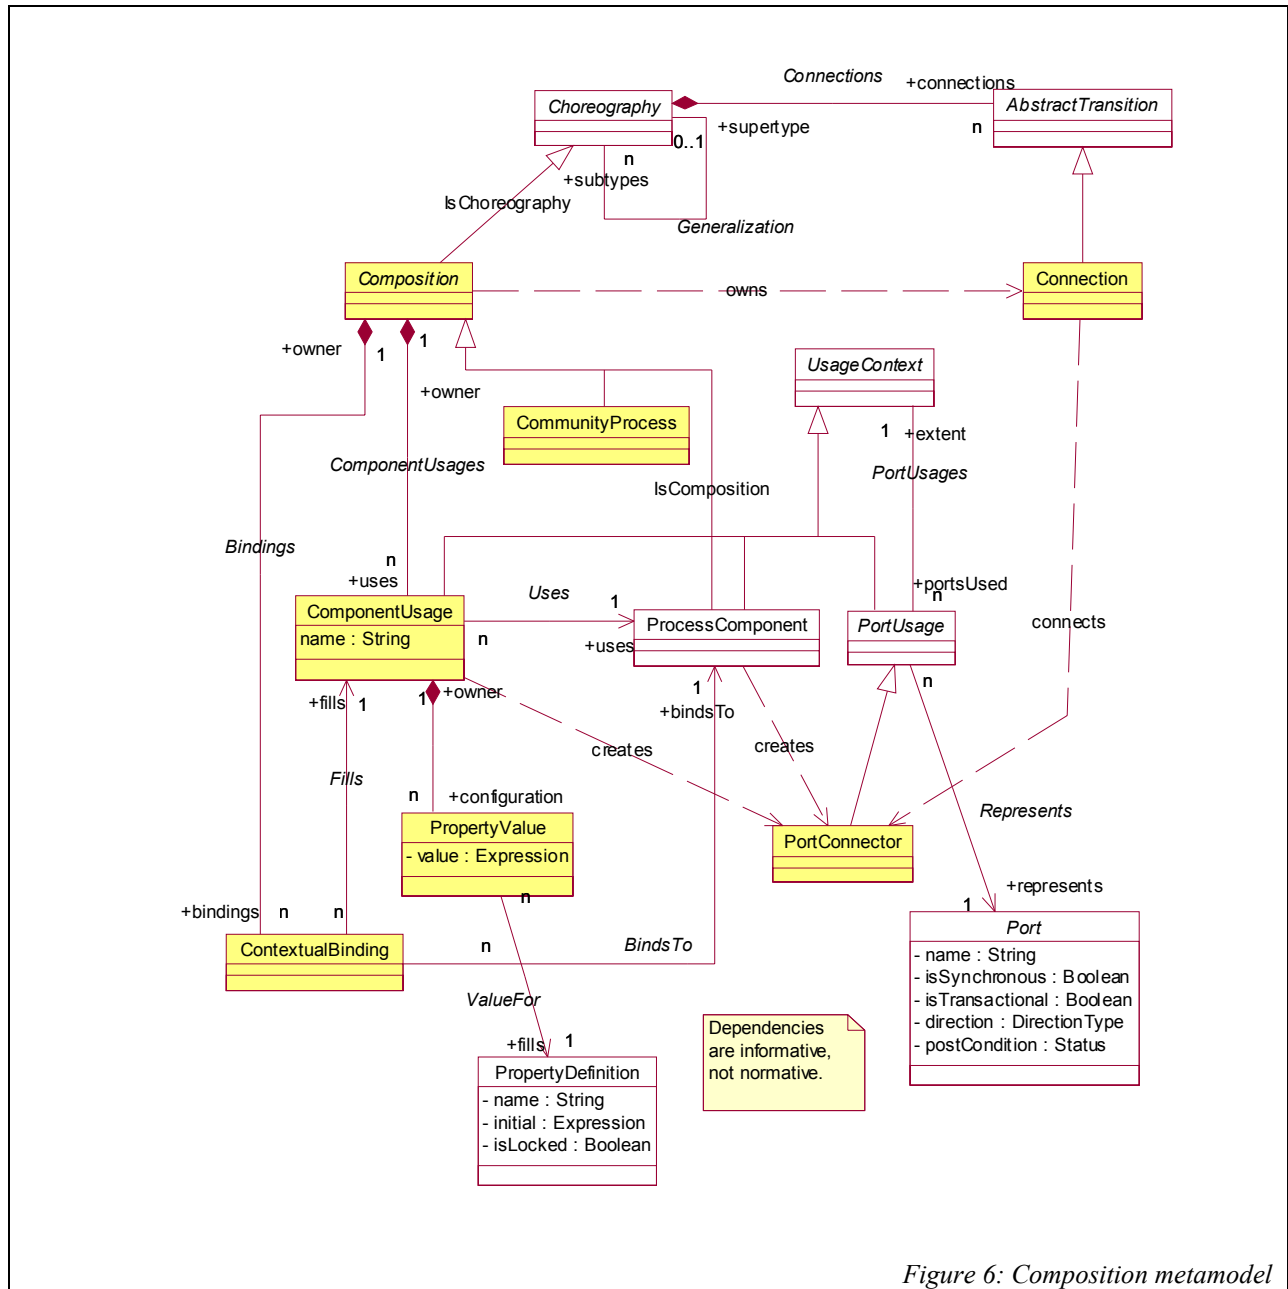 Connections
+connections
Choreography
AbstractTransition
+supertype
n
0..1
n
+subtypes
IsChoreography
Generalization
Composition
owns
Connection
+owner
1
1
UsageContext
+owner
CommunityProcess
1
+extent
ComponentUsages
PortUsages
IsComposition
Bindings
n
+uses
Uses
+portsUsed
n
ComponentUsage
name : String
1
ProcessComponent
PortUsage
connects
n
+uses
+fills
1
1
+owner
1
+bindsTo
n
creates
creates
Fills
n
+configuration
Represents
PropertyValue
- value : Expression
PortConnector
n
+represents
+bindings
n
n
1
Port
- name : String
- isSynchronous : Boolean
- isTransactional : Boolean
- direction : DirectionType
- postCondition : Status
ContextualBinding
n
BindsTo
ValueFor
Dependencies
are informative,
not normative.
+fills
1
PropertyDefinition
- name : String
- initial : Expression
- isLocked : Boolean
Figure 6: Composition metamodel